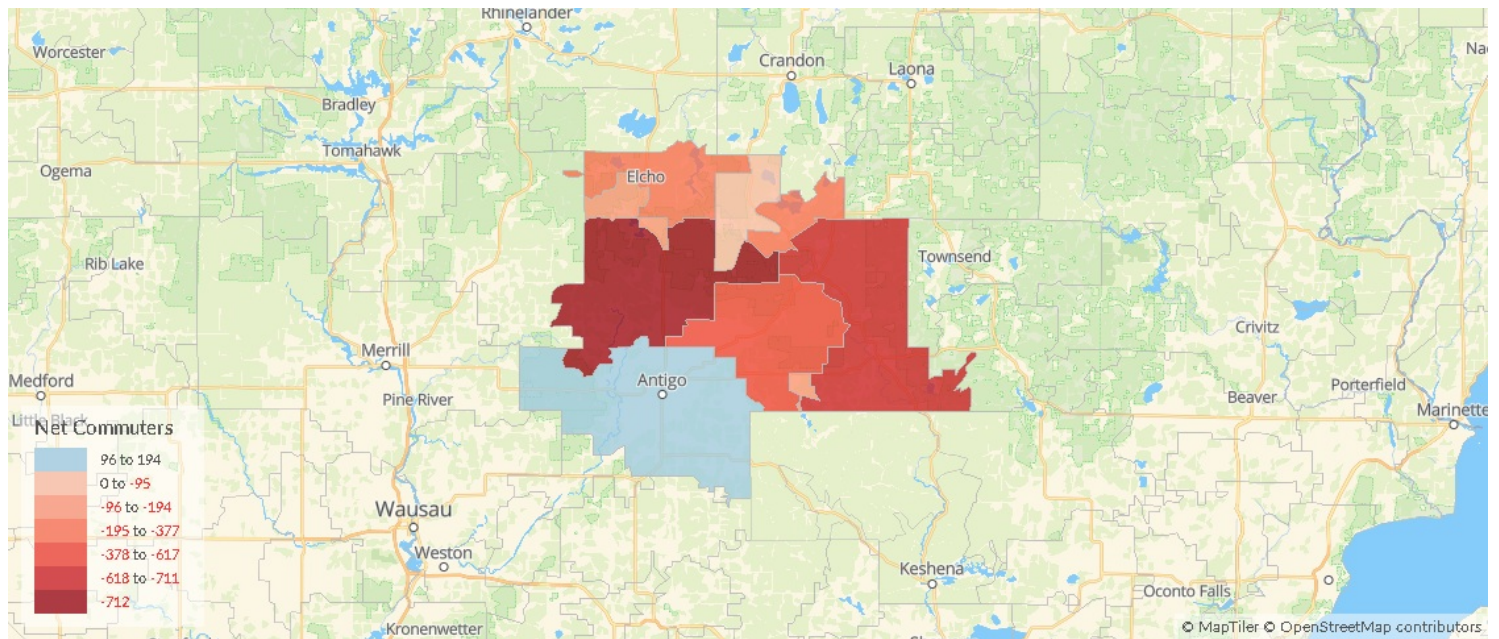 Rhinelander
Worcester
Crandon
Laona
Bradley
Tomahawk
Ogema
Elcho
Rib Lake
Townsend
Crivitz
Merrill
Medford
Antigo
Porterfield
Pine River
Beaver
Little Black
Marinette
Net Commuters
96 to 194
0 to -95
-96 to -194
-195 to -377
-378 to -617
-618 to -711
-712
Wausau
Weston
Keshena
Oconto Falls
Kronenwetter
© MapTiler © OpenStreetMap contributors